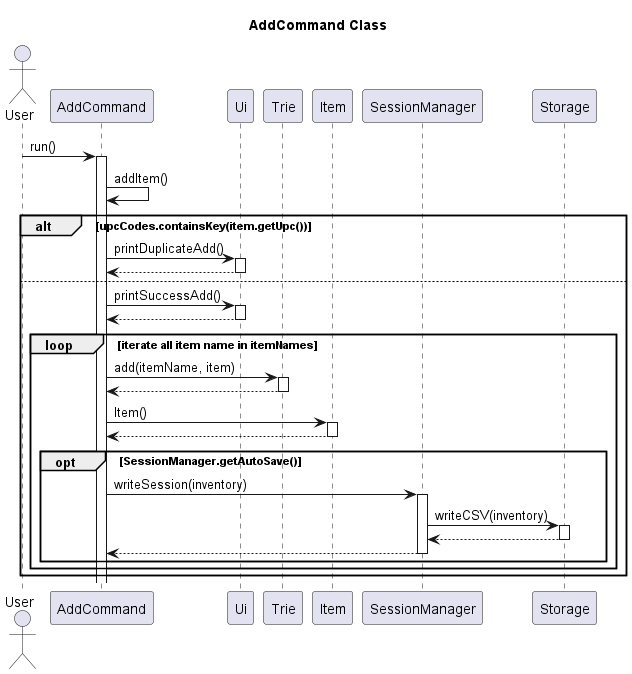 AddCommand Class
User
AddCommand
Ui
Trie
Item
SessionManager
Storage
run()
addItem()
alt
[upcCodes.containsKey(item.getUpc())]
printDuplicateAdd()
printSuccessAdd()
loop
[iterate all item name in itemNames]
add(itemName, item)
Item()
opt
[SessionManager.getAutoSave()]
writeSession(inventory)
writeCSV(inventory)
User
AddCommand
Ui
Trie
Item
SessionManager
Storage